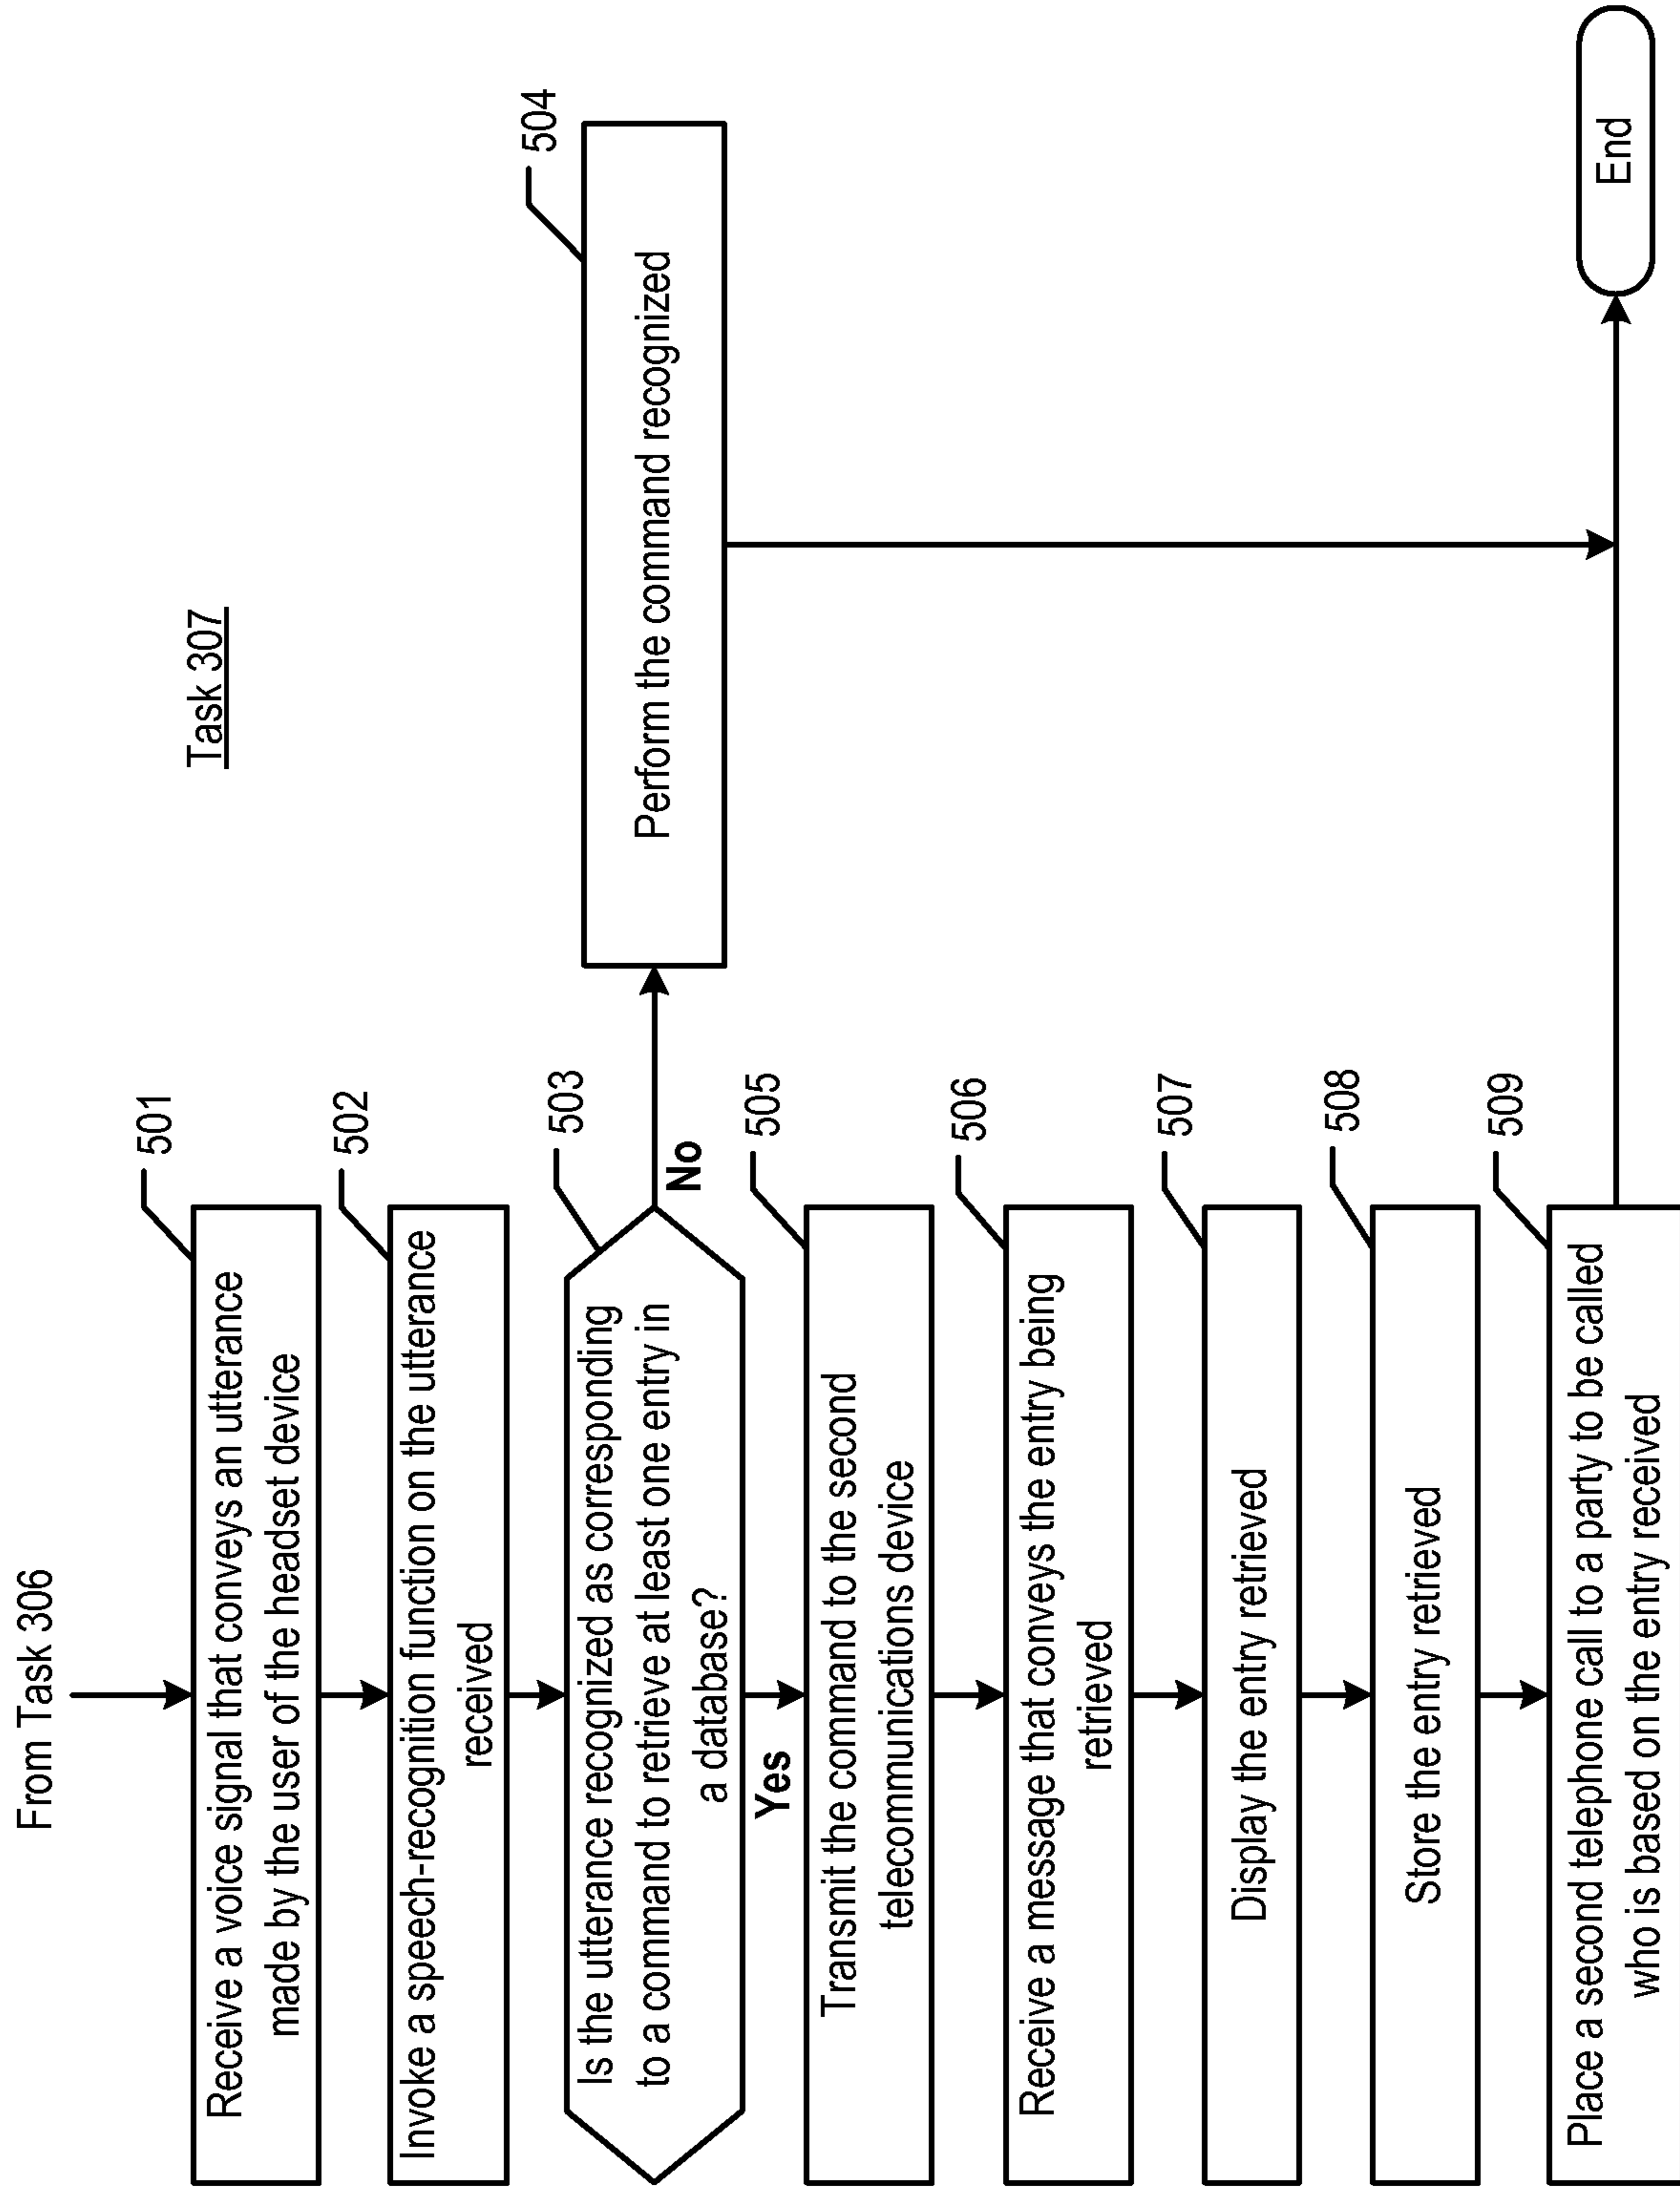 Task 307
From Task 306
501
Receive a voice signal that conveys an utterance
made by the user of the headset device
502
Invoke a speech-recognition function on the utterance
received
503
Is the utterance recognized as corresponding
to a command to retrieve at least one entry in
a database?
No
504
Perform the command recognized
Yes
505
Transmit the command to the second
telecommunications device
506
Receive a message that conveys the entry being
retrieved
507
Display the entry retrieved
508
Store the entry retrieved
509
Place a second telephone call to a party to be called
who is based on the entry received
End